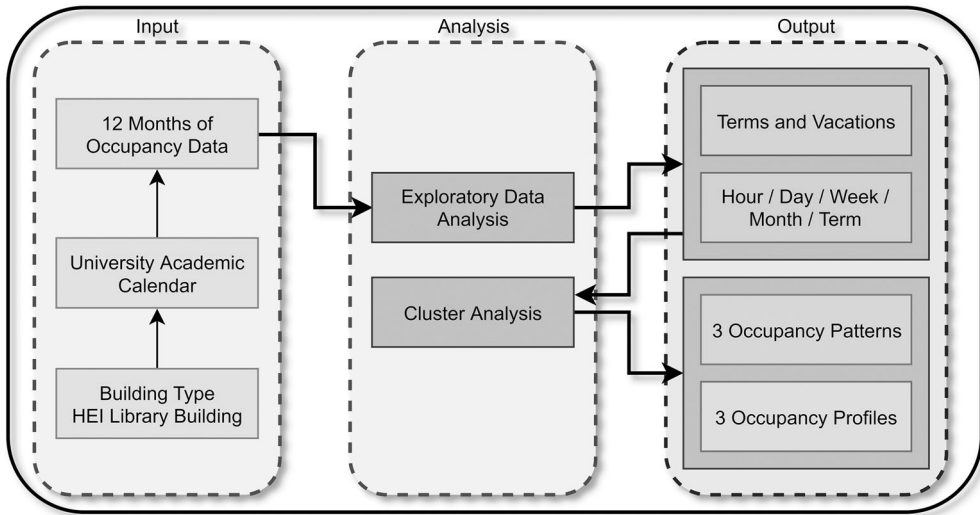 Input
12 Months of
Occupancy Data
University Academic
Calendar
Building Type
HEI Library Building
Analysis
Exploratory Data
Analysis
Cluster Analysis
Output
Terms and Vacations
Hour / Day / Week /
Month / Term
3 Occupancy Patterns
3 Occupancy Profiles